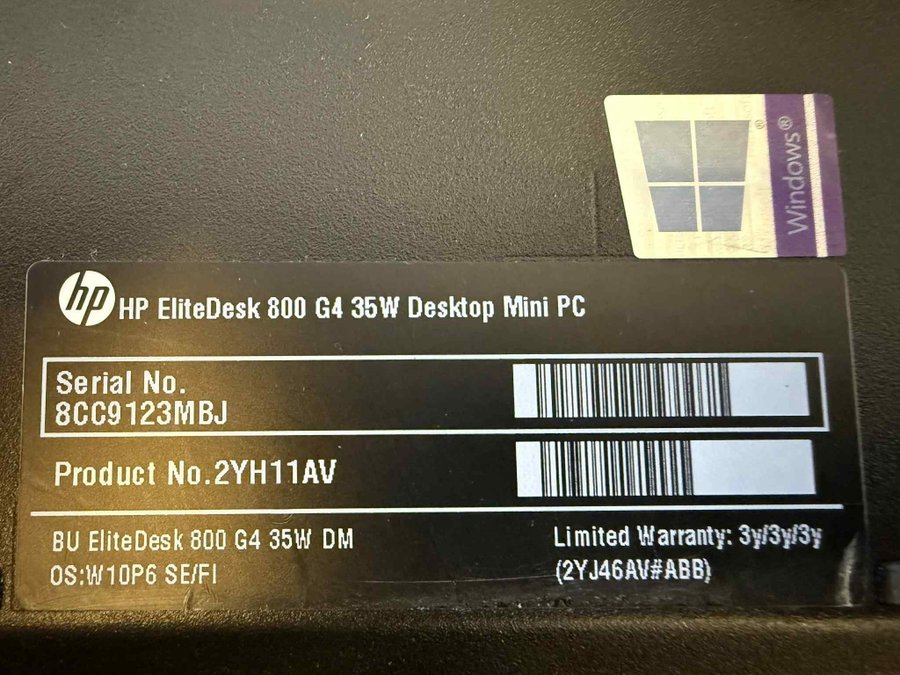 Windows®
hp
HP EliteDesk 800 G4 35W Desktop Mini PC
Serial No.
8CC9123MBJ
Product No.2YH11AV
BU EliteDesk 800 G4 35W DM
OS:W10P6 SE/FI
Limited Warranty: 3y/3y/3y
(2YJ46AV#ABB)